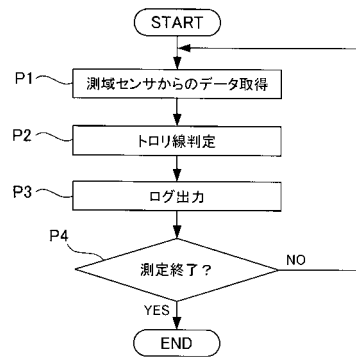 START
P1
測域センサからのデータ取得
P2
トロリ線判定
P3
ログ出力
P4
測定終了？
NO
YES
END